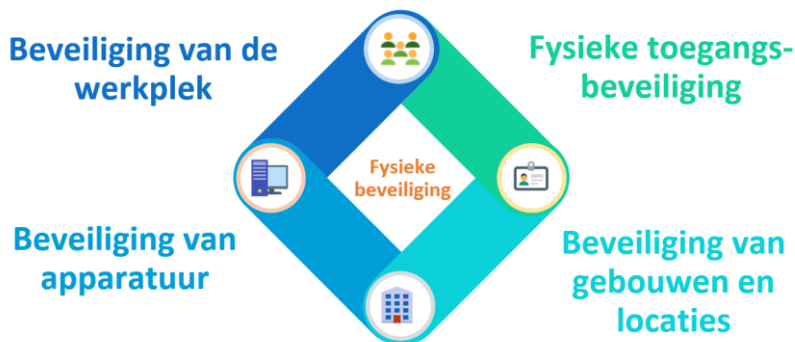 Beveiliging van de
werkplek
Fysieke toegangs-
beveiliging
Fysieke
beveiliging
Beveiliging van
apparatuur
Beveiliging van
gebouwen en
locaties